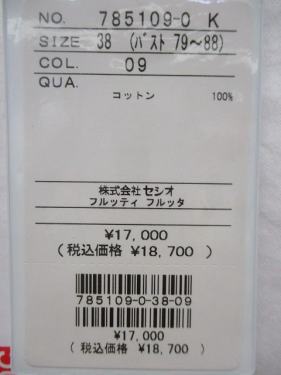 NO. 785109-0 K
SIZE 38 (バスト 79～88)
COL. 09
QUA.
コットン 100%
株式会社セシオ
フルッティ フルッタ
¥17,000
(税込価格 ¥18,700 )
785109-0-38-09
¥17,000
( 税込価格 ¥18,700 )